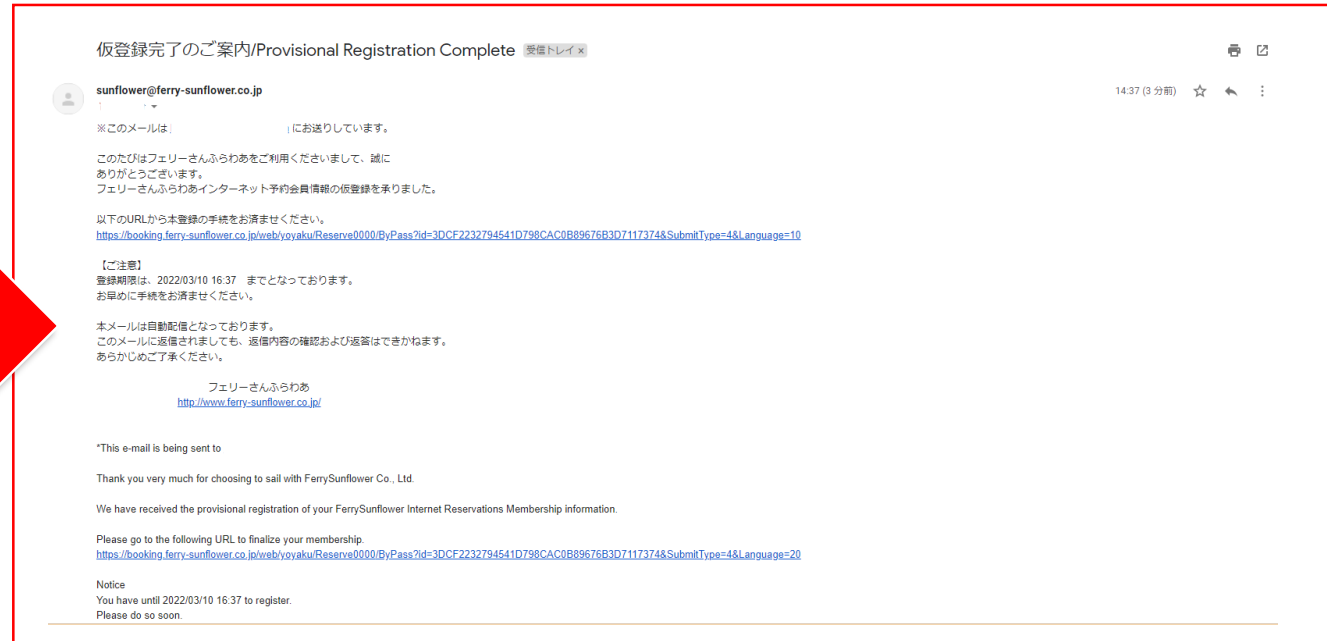 仮登録完了のご案内/Provisional Registration Complete 受信トレイ ×
sunflower@ferry-sunflower.co.jp
14:37 (3 分前)
※このメールは にお送りしています。
このたびはフェリーさんふらわあをご利用くださいまして、誠に
ありがとうございます。
フェリーさんふらわあインターネット予約会員情報の仮登録を承りました。
以下のURLから本登録の手続をお済ませください。
https://booking.ferry-sunflower.co.jp/web/yoyaku/Reserve0000/ByPass?id=3DCF2232794541D798CAC0B89676B3D7117374&SubmitType=4&Language=10
【ご注意】
登録期限は、2022/03/10 16:37　までとなっております。
お早めに手続をお済ませください。
本メールは自動配信となっております。
このメールに返信されましても、返信内容の確認および返答はできかねます。
あらかじめご了承ください。
フェリーさんふらわあ
http://www.ferry-sunflower.co.jp/
*This e-mail is being sent to
Thank you very much for choosing to sail with FerrySunflower Co., Ltd.
We have received the provisional registration of your FerrySunflower Internet Reservations Membership information.
Please go to the following URL to finalize your membership.
https://booking.ferry-sunflower.co.jp/web/yoyaku/Reserve0000/ByPass?id=3DCF2232794541D798CAC0B89676B3D7117374&SubmitType=4&Language=20
Notice
You have until 2022/03/10 16:37 to register.
Please do so soon.